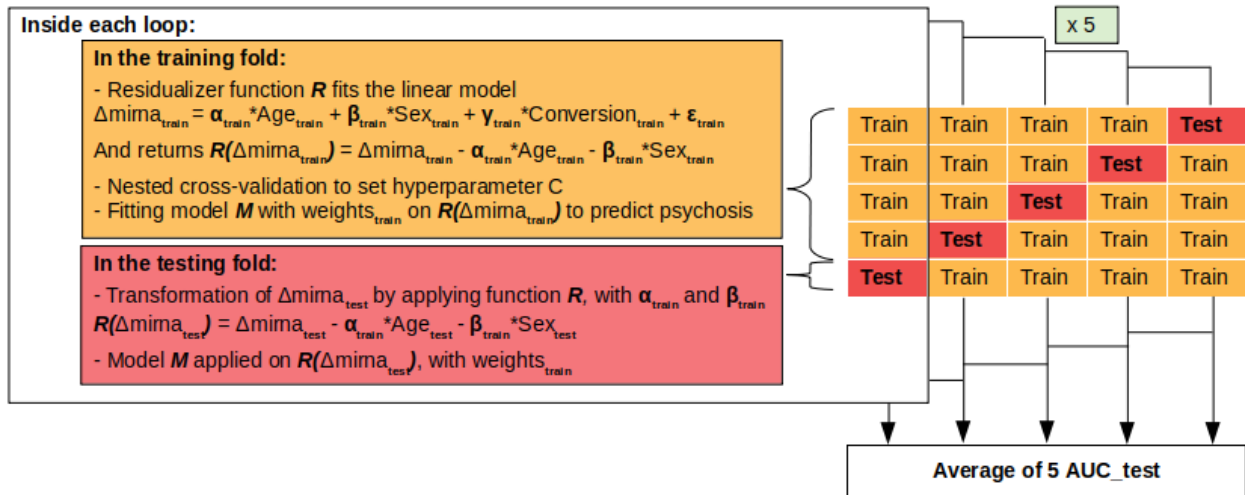 Inside each loop:
x 5
In the training fold:
- Residualizer function R fits the linear model
Δmirna_train = α_train*Age_train + β_train*Sex_train + γ_train*Conversion_train + ε_train
And returns R(Δmirna_train) = Δmirna_train - α_train*Age_train - β_train*Sex_train
- Nested cross-validation to set hyperparameter C
- Fitting model M with weights_train on R(Δmirna_train) to predict psychosis
In the testing fold:
- Transformation of Δmirna_test by applying function R, with α_train and β_train
R(Δmirna_test) = Δmirna_test - α_train*Age_test - β_train*Sex_test
- Model M applied on R(Δmirna_test), with weights_train
Train Train Train Train Test
Train Train Train Test Train
Train Train Test Train Train
Train Test Train Train Train
Test Train Train Train Train
Average of 5 AUC_test